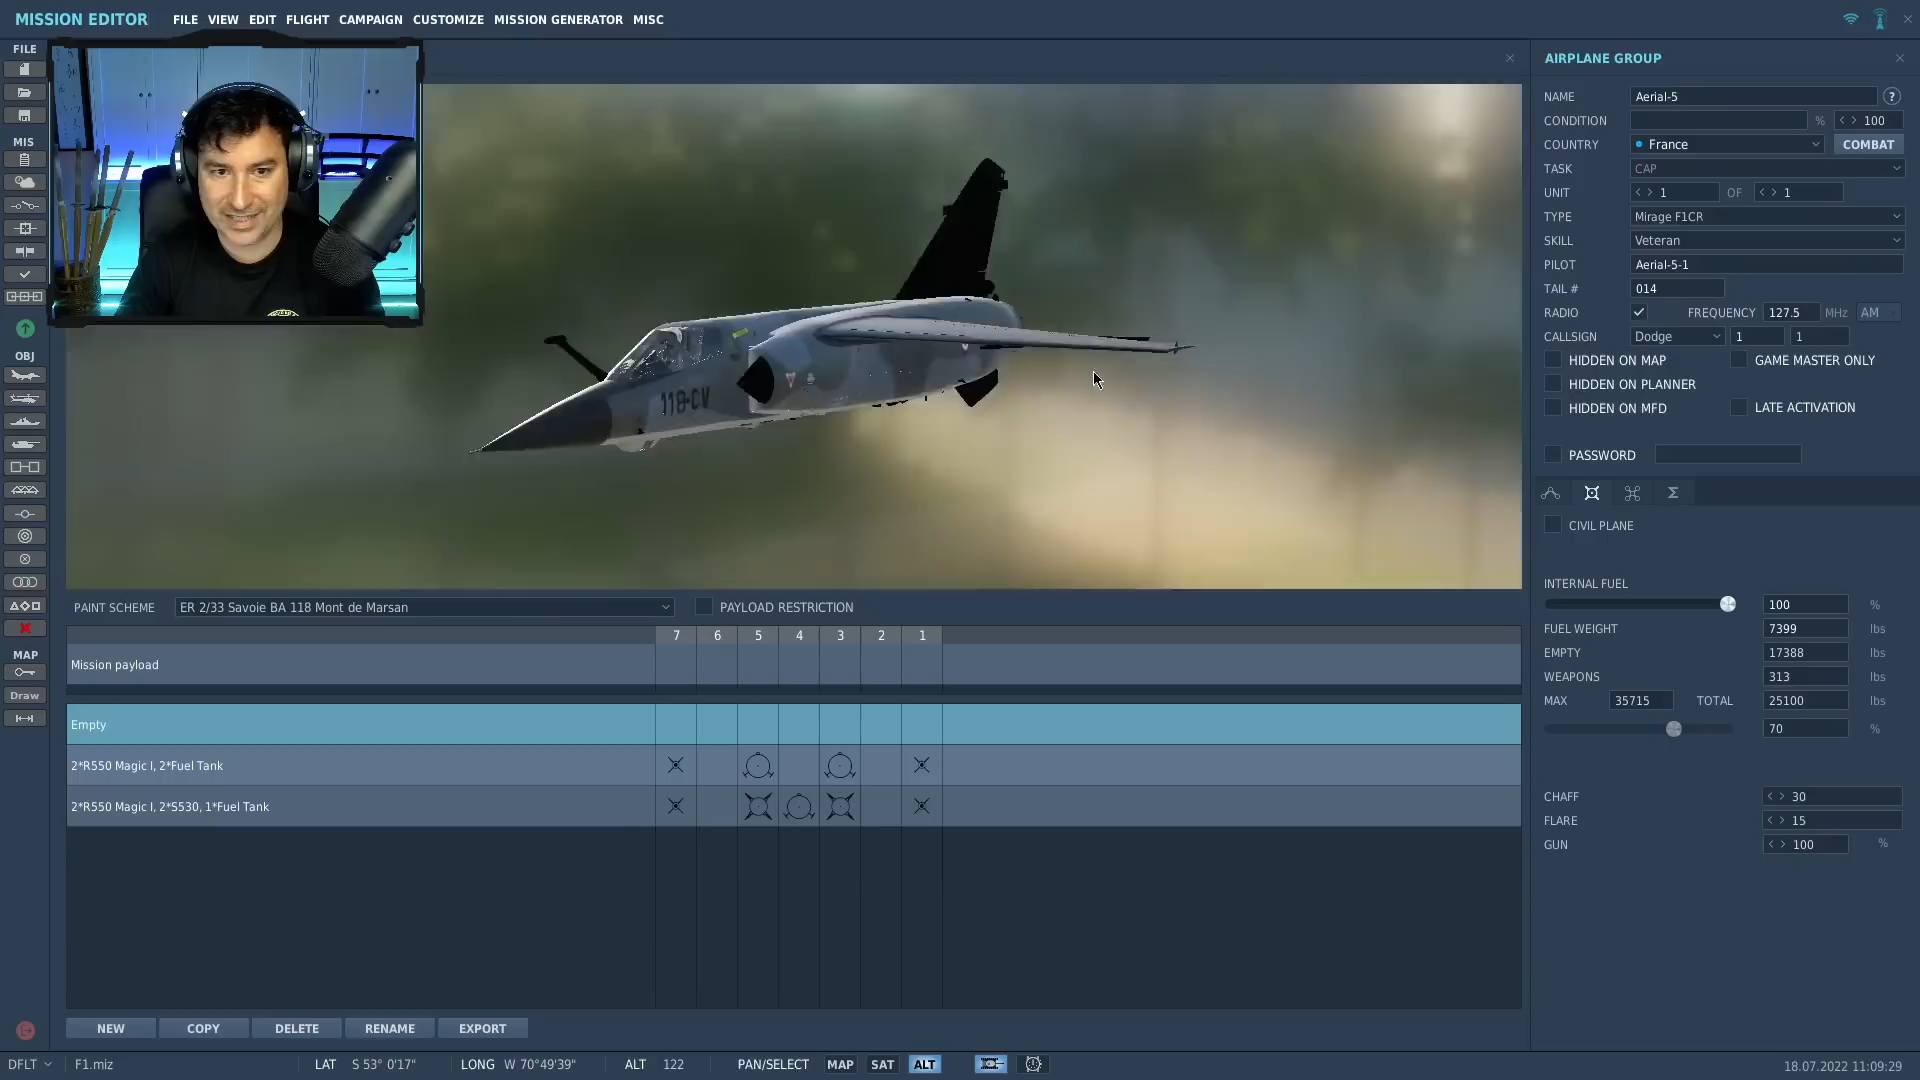 MISSION EDITOR FILE VIEW EDIT FLIGHT CAMPAIGN CUSTOMIZE MISSION GENERATOR MISC
FILE
MIS
OBJ
MAP
Draw
118-CV
PAINT SCHEME ER 2/33 Savoie BA 118 Mont de Marsan PAYLOAD RESTRICTION
7 6 5 4 3 2 1
Mission payload
Empty
2*R550 Magic I, 2*Fuel Tank
2*R550 Magic I, 2*S530, 1*Fuel Tank
NEW COPY DELETE RENAME EXPORT
AIRPLANE GROUP
NAME Aerial-5 ?
CONDITION % < > 100
COUNTRY France COMBAT
TASK CAP
UNIT < > 1 OF < > 1
TYPE Mirage F1CR
SKILL Veteran
PILOT Aerial-5-1
TAIL # 014
RADIO FREQUENCY 127.5 MHz AM
CALLSIGN Dodge 1 1
HIDDEN ON MAP GAME MASTER ONLY
HIDDEN ON PLANNER
HIDDEN ON MFD LATE ACTIVATION
PASSWORD
Σ
CIVIL PLANE
INTERNAL FUEL
100 %
FUEL WEIGHT 7399 lbs
EMPTY 17388 lbs
WEAPONS 313 lbs
MAX 35715 TOTAL 25100 lbs
70 %
CHAFF < > 30
FLARE < > 15
GUN < > 100 %
DFLT F1.miz LAT S 53° 0'17" LONG W 70°49'39" ALT 122 PAN/SELECT MAP SAT ALT 18.07.2022 11:09:29